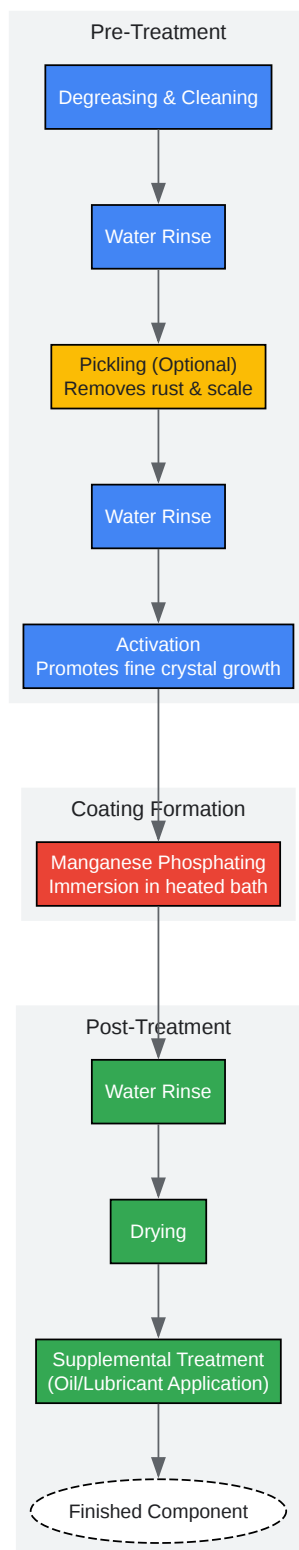 Pre-Treatment
Degreasing & Cleaning
Water Rinse
Pickling (Optional)
Removes rust & scale
Water Rinse
Activation
Promotes fine crystal growth
Coating Formation
Manganese Phosphating
Immersion in heated bath
Post-Treatment
Water Rinse
Drying
Supplemental Treatment
(Oil/Lubricant Application)
Finished Component